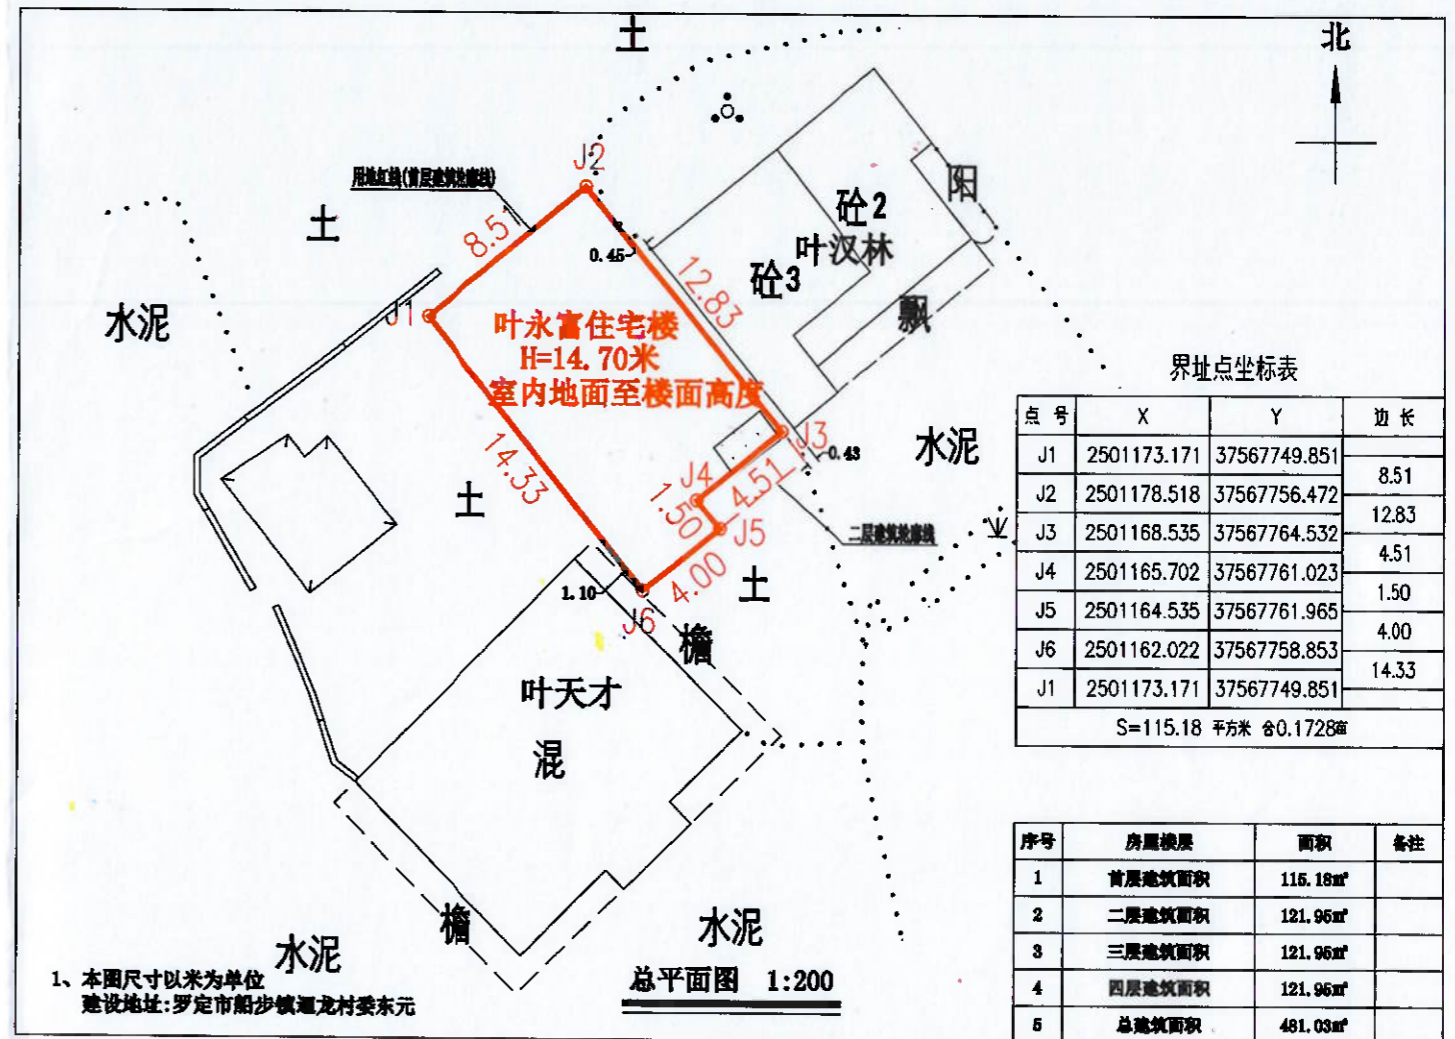 土
北
J2
用地红线(首层建筑轮廓线)
阳
土
8.51
砼2
叶汉林
0.45
12.83
砼3
飘
J1
水泥
叶永富住宅楼
H=14.70米
室内地面至楼面高度
J3
0.43
水泥
14.33
土
J4
4.51
1.50
J5
二层建筑轮廓线
4.00
土
1.10
J6
檐
叶天才
混
檐
水泥
水泥
界址点坐标表
点号 X Y 边长
J1 2501173.171 37567749.851
8.51
J2 2501178.518 37567756.472
12.83
J3 2501168.535 37567764.532
4.51
J4 2501165.702 37567761.023
1.50
J5 2501164.535 37567761.965
4.00
J6 2501162.022 37567758.853
14.33
J1 2501173.171 37567749.851
S=115.18 平方米 合0.1728亩
序号 房屋楼层 面积 备注
1 首层建筑面积 115.18㎡
2 二层建筑面积 121.95㎡
3 三层建筑面积 121.95㎡
4 四层建筑面积 121.95㎡
5 总建筑面积 481.03㎡
1、本图尺寸以米为单位
建设地址:罗定市船步镇龙村委东元
总平面图 1:200